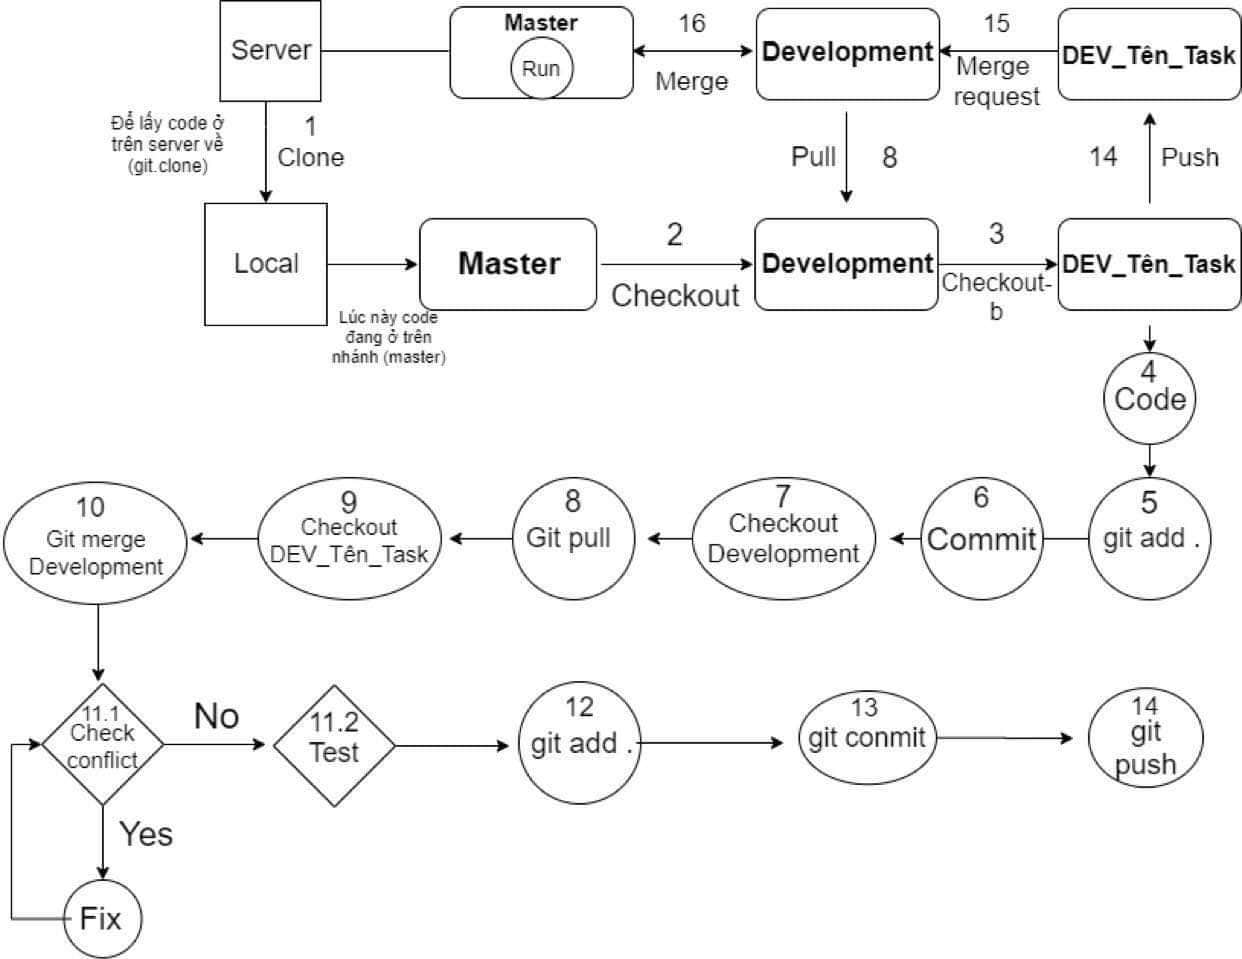 Server
Master
Run
16
Merge
Development
15
Merge
request
DEV_Tên_Task
Để lấy code ở
trên server về
(git.clone)
1
Clone
Pull
8
14
Push
Local
Master
2
Checkout
Development
3
Checkout-
b
DEV_Tên_Task
Lúc này code
đang ở trên
nhánh (master)
4
Code
5
git add .
6
Commit
7
Checkout
Development
8
Git pull
9
Checkout
DEV_Tên_Task
10
Git merge
Development
11.1
Check
conflict
No
11.2
Test
12
git add .
13
git conmit
14
git
push
Yes
Fix